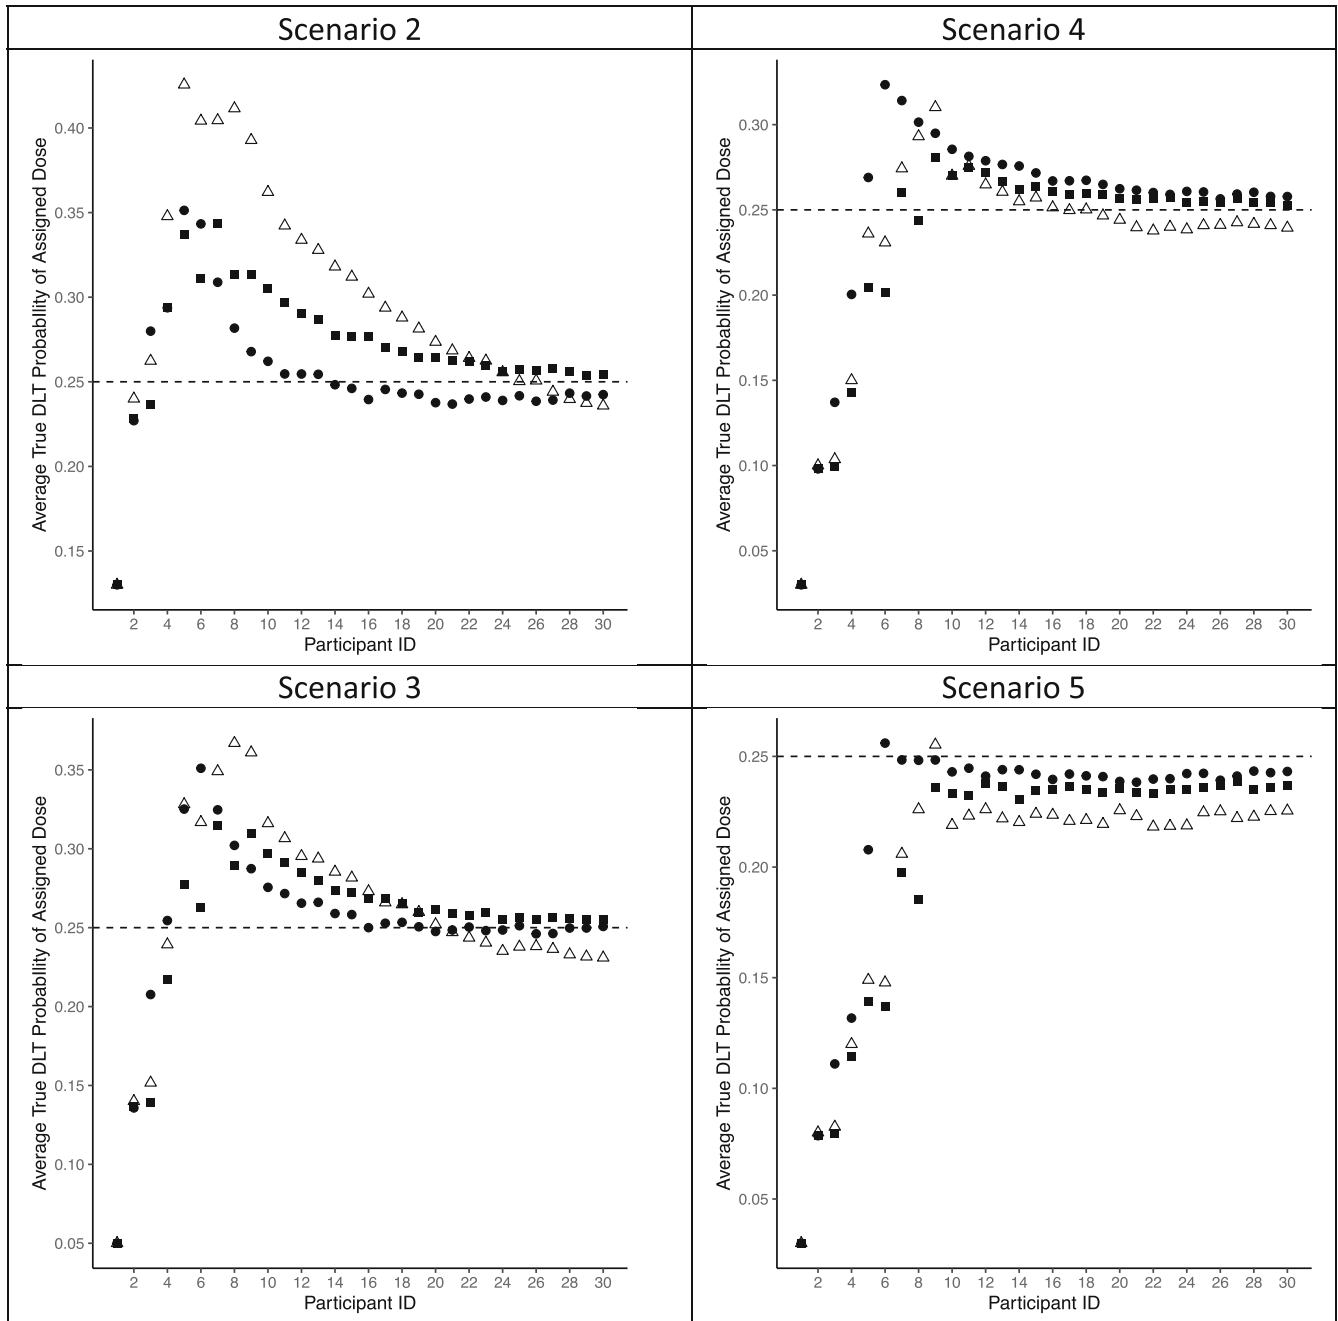 Scenario 2
Average True DLT Probability of Assigned Dose
0.40
0.35
0.30
0.25
0.20
0.15
2 4 6 8 10 12 14 16 18 20 22 24 26 28 30
Participant ID
Scenario 4
Average True DLT Probability of Assigned Dose
0.30
0.25
0.20
0.15
0.10
0.05
2 4 6 8 10 12 14 16 18 20 22 24 26 28 30
Participant ID
Scenario 3
Average True DLT Probability of Assigned Dose
0.35
0.30
0.25
0.20
0.15
0.10
0.05
2 4 6 8 10 12 14 16 18 20 22 24 26 28 30
Participant ID
Scenario 5
Average True DLT Probability of Assigned Dose
0.25
0.20
0.15
0.10
0.05
2 4 6 8 10 12 14 16 18 20 22 24 26 28 30
Participant ID